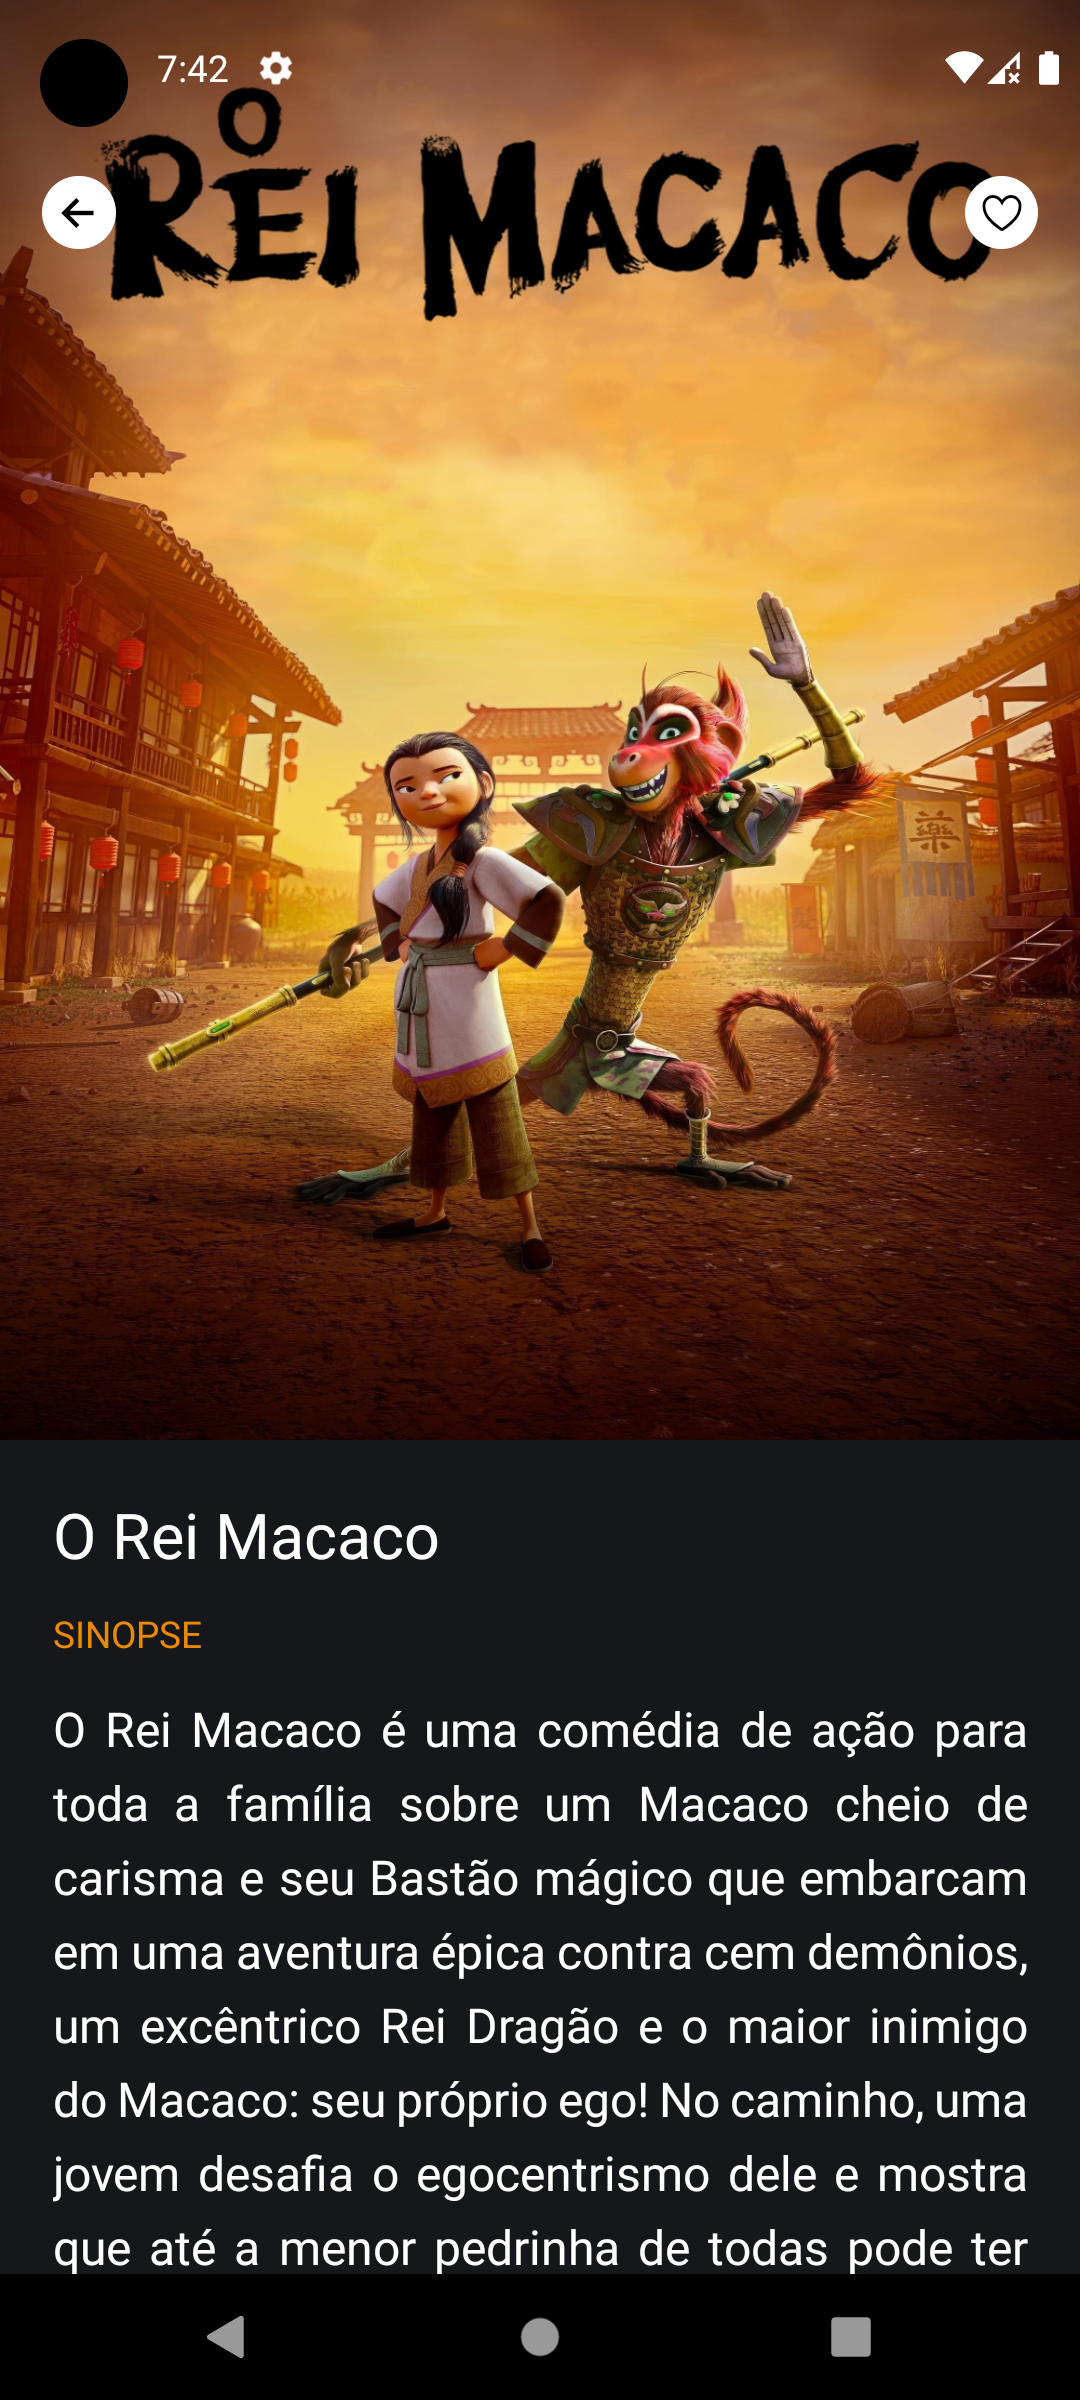 7:42
O
REI MACACO
藥
O Rei Macaco
SINOPSE
O Rei Macaco é uma comédia de ação para
toda a família sobre um Macaco cheio de
carisma e seu Bastão mágico que embarcam
em uma aventura épica contra cem demônios,
um excêntrico Rei Dragão e o maior inimigo
do Macaco: seu próprio ego! No caminho, uma
jovem desafia o egocentrismo dele e mostra
que até a menor pedrinha de todas pode ter